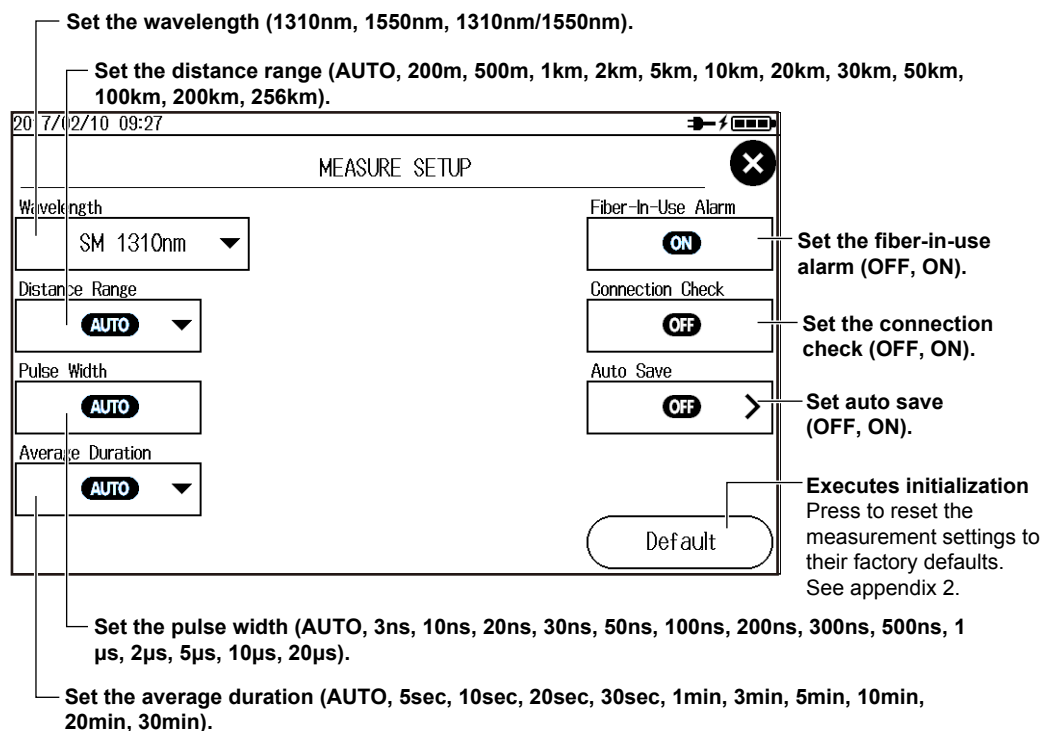 Set the wavelength (1310nm, 1550nm, 1310nm/1550nm).
Set the distance range (AUTO, 200m, 500m, 1km, 2km, 5km, 10km, 20km, 30km, 50km,
100km, 200km, 256km).
2017/02/10 09:27
MEASURE SETUP
Wavelength
SM 1310nm
Distance Range
AUTO
Pulse Width
AUTO
Average Duration
AUTO
Fiber-In-Use Alarm
ON
Connection Check
OFF
Auto Save
OFF
Default
Set the fiber-in-use
alarm (OFF, ON).
Set the connection
check (OFF, ON).
Set auto save
(OFF, ON).
Executes initialization
Press to reset the
measurement settings to
their factory defaults.
See appendix 2.
Set the pulse width (AUTO, 3ns, 10ns, 20ns, 30ns, 50ns, 100ns, 200ns, 300ns, 500ns, 1
µs, 2µs, 5µs, 10µs, 20µs).
Set the average duration (AUTO, 5sec, 10sec, 20sec, 30sec, 1min, 3min, 5min, 10min,
20min, 30min).